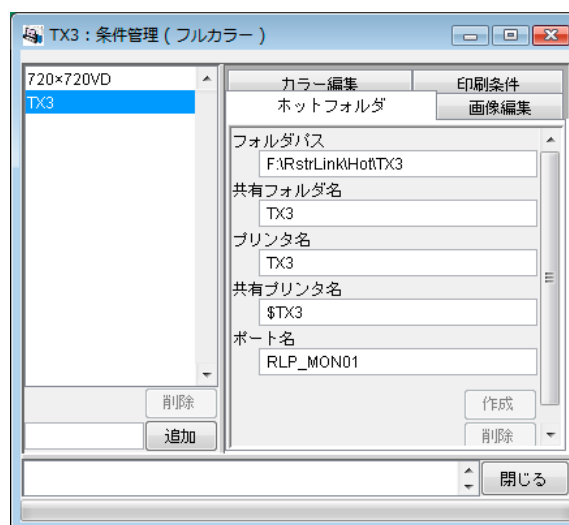 TX3：条件管理 ( フルカラー )
720×720VD
TX3
削除
追加
カラー編集
印刷条件
ホットフォルダ
画像編集
フォルダパス
F:\RstrLink\Hot\TX3
共有フォルダ名
TX3
プリンタ名
TX3
共有プリンタ名
$TX3
ポート名
RLP_MON01
作成
削除
閉じる